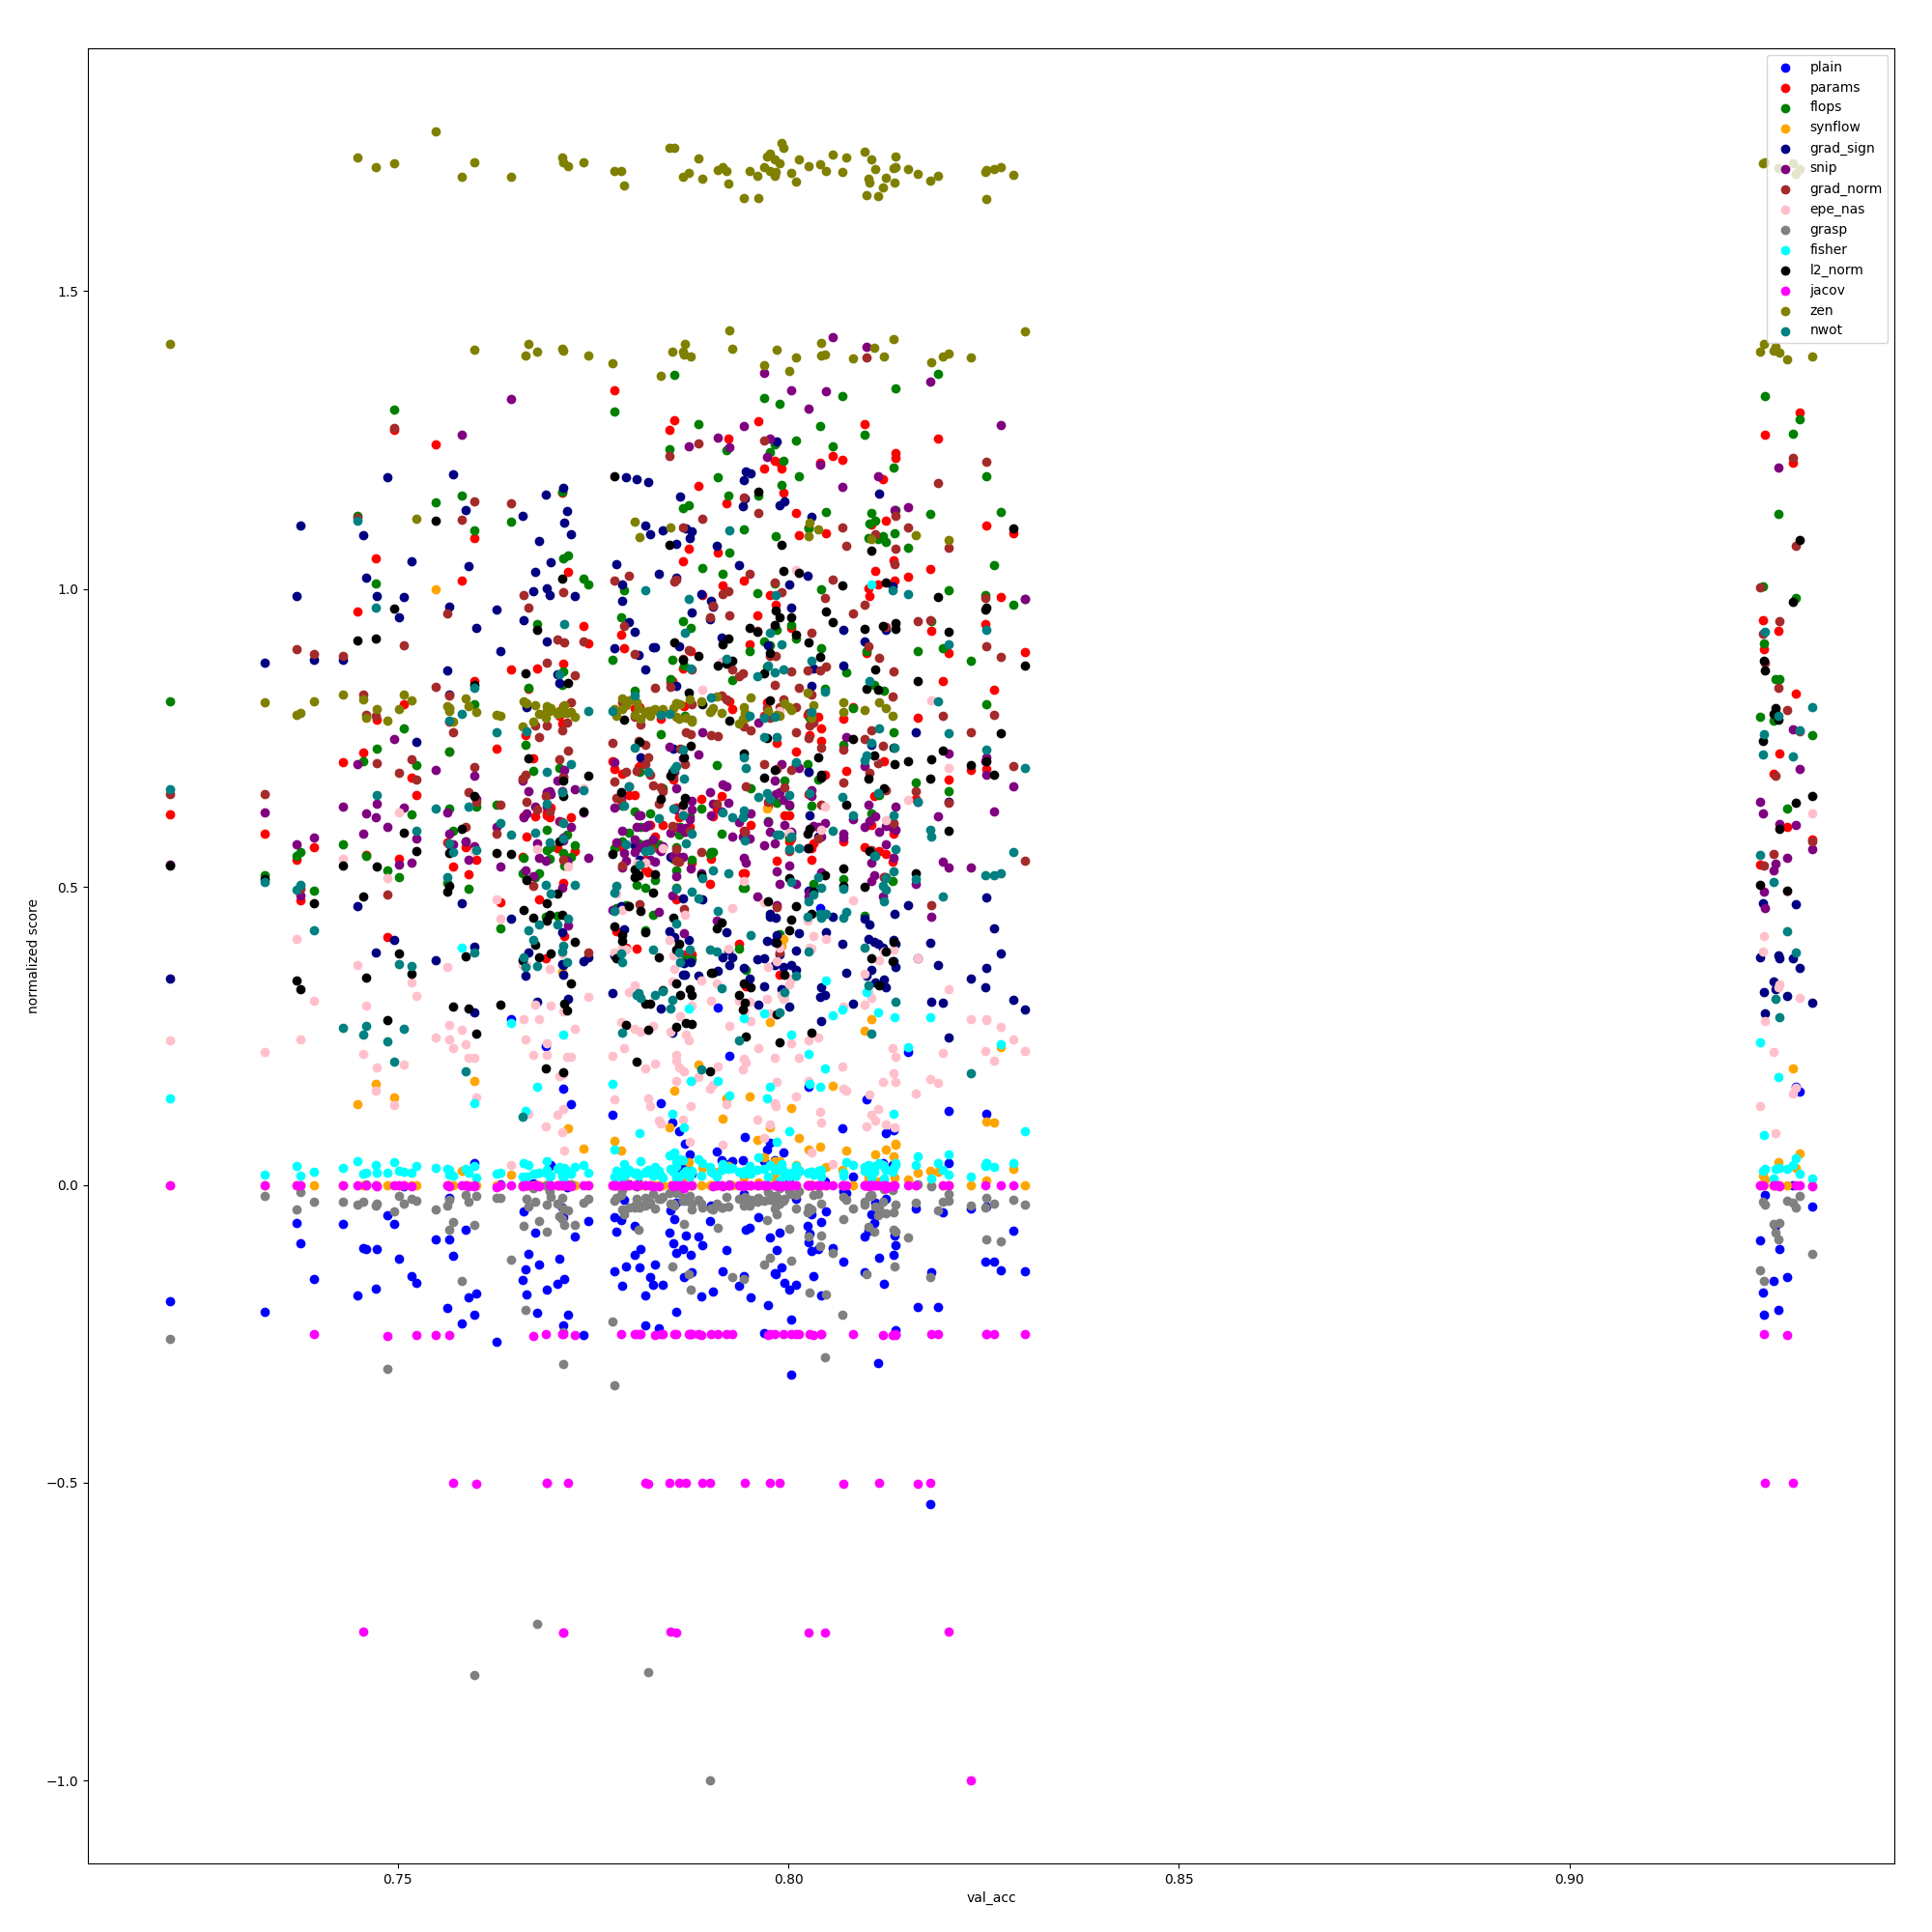 plain
params
flops
synflow
grad_sign
snip
grad_norm
epe_nas
grasp
fisher
l2_norm
jacov
zen
nwot
normalized score
1.5
1.0
0.5
0.0
−0.5
−1.0
0.75
0.80
0.85
0.90
val_acc